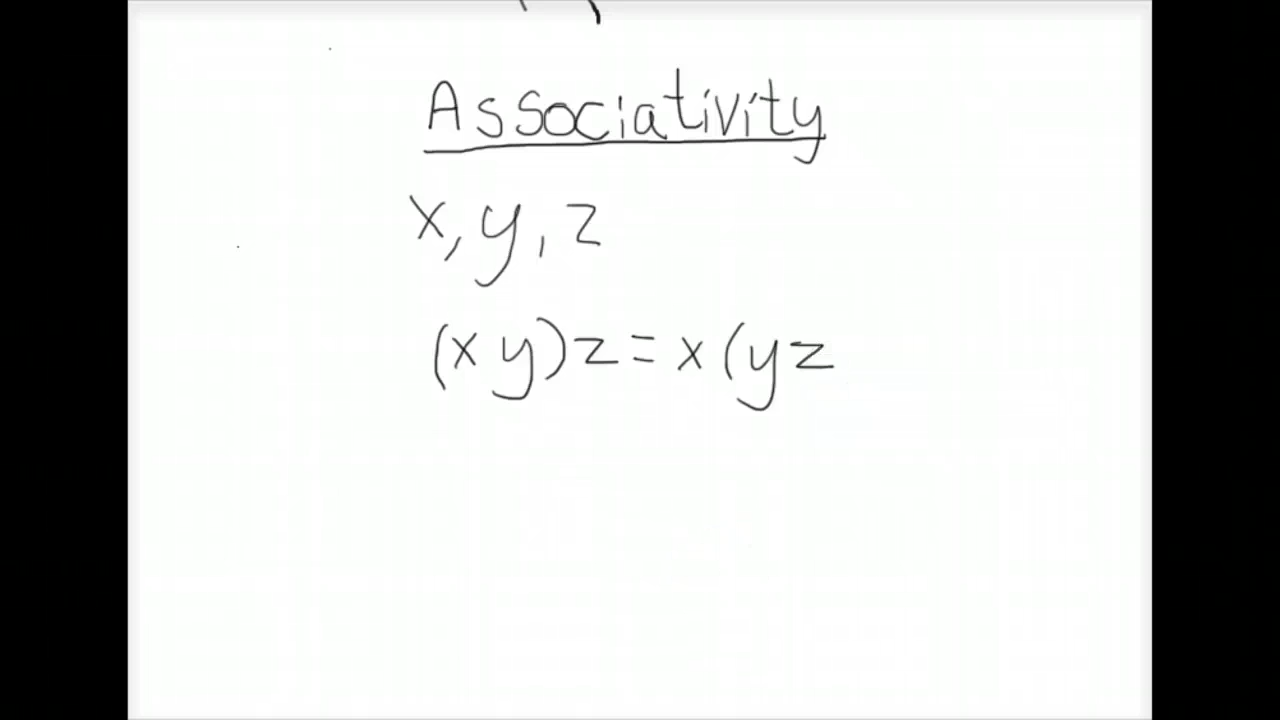 Associativity
x, y, z
(xy)z = x(yz